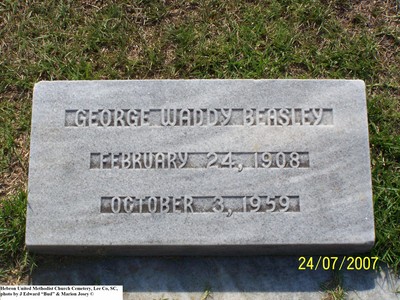 GEORGE WADDY BEASLEY
FEBRUARY 24, 1908
OCTOBER 3, 1959
24/07/2007
Hebron United Methodist Church Cemetery, Lee Co, SC,
photo by J Edward "Bud" & Marion Josey ©